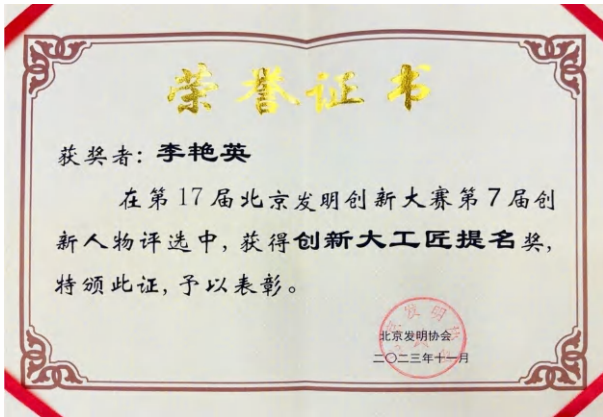 荣誉证书
获奖者：李艳英
在第17届北京发明创新大赛第7届创
新人物评选中，获得创新大工匠提名奖，
特颁此证，予以表彰。
北京发明协会
二〇二三年十一月